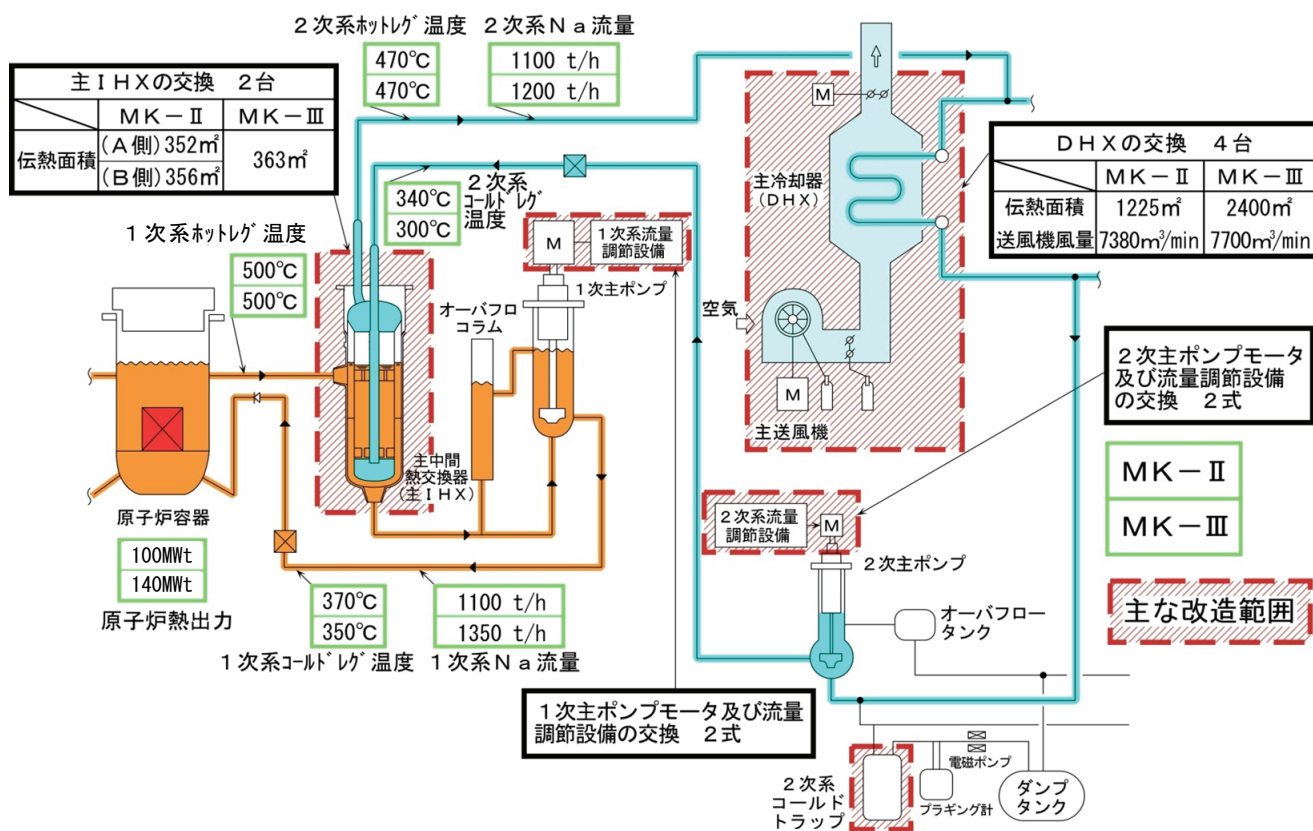 2次系ホットレグ温度
470℃
470℃
2次系Na流量
1100 t/h
1200 t/h
主IHXの交換 2台
MK-Ⅱ MK-Ⅲ
伝熱面積 (A側)352㎡ 363㎡
(B側)356㎡
340℃
300℃
2次系
コールドレグ
温度
M
主冷却器
(DHX)
DHXの交換 4台
MK-Ⅱ MK-Ⅲ
伝熱面積 1225㎡ 2400㎡
送風機風量 7380m³/min 7700m³/min
1次系ホットレグ温度
500℃
500℃
M
1次系流量
調節設備
1次主ポンプ
オーバフロ
コラム
空気
M
主送風機
2次主ポンプモータ
及び流量調節設備
の交換 2式
主中間
熱交換器
(主IHX)
原子炉容器
100MWt
140MWt
原子炉熱出力
370℃
350℃
1次系コールドレグ温度
1100 t/h
1350 t/h
1次系Na流量
2次系流量
調節設備
M
2次主ポンプ
MK-Ⅱ
MK-Ⅲ
オーバフロー
タンク
主な改造範囲
1次主ポンプモータ及び流量
調節設備の交換 2式
2次系
コールド
トラップ
プラギング計
電磁ポンプ
ダンプ
タンク